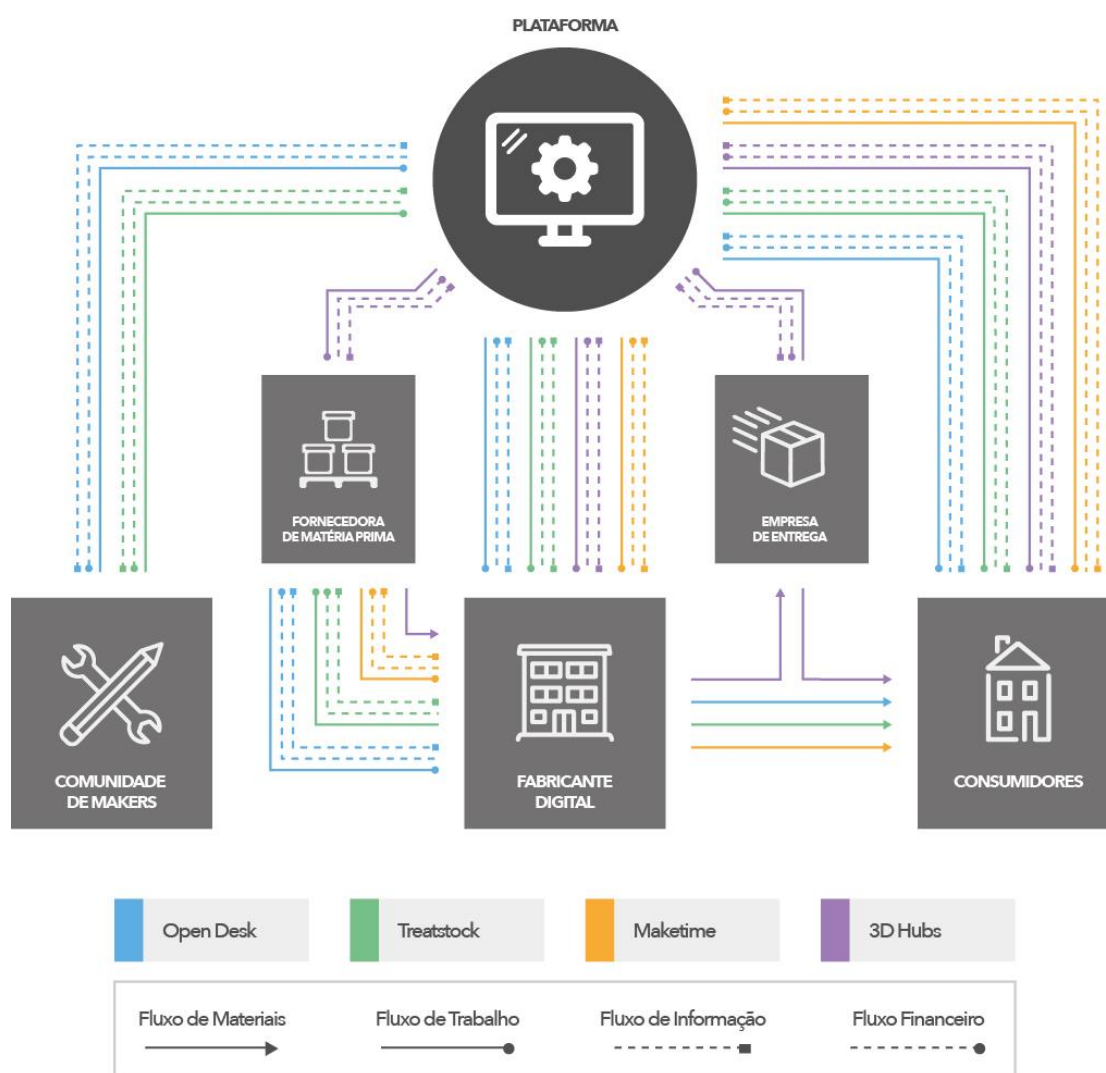 PLATAFORMA
FORNECEDORA
DE MATÉRIA PRIMA
EMPRESA
DE ENTREGA
COMUNIDADE
DE MAKERS
FABRICANTE
DIGITAL
CONSUMIDORES
Open Desk
Treatstock
Maketime
3D Hubs
Fluxo de Materiais
Fluxo de Trabalho
Fluxo de Informação
Fluxo Financeiro